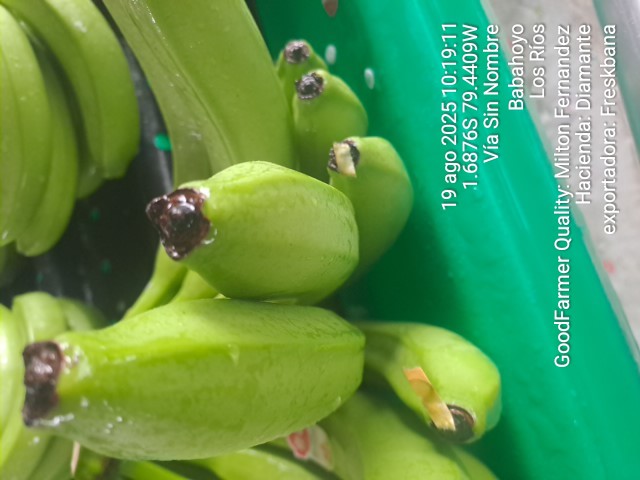 19 ago 2025 10:19:11
1.6876S 79.4409W
Vía Sin Nombre
Babahoyo
Los Ríos
GoodFarmer Quality: Milton Fernandez
Hacienda: Diamante
exportadora: Freskbana